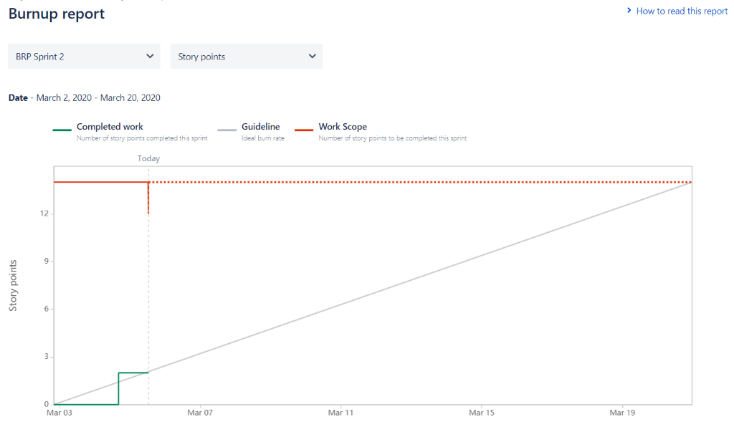 Burnup report
How to read this report
BRP Sprint 2
Story points
Date - March 2, 2020 - March 20, 2020
Completed work
Number of story points completed this sprint
Guideline
Ideal burn rate
Work Scope
Number of story points to be completed this sprint
Today
Story points
12
9
6
3
0
Mar 03
Mar 07
Mar 11
Mar 15
Mar 19